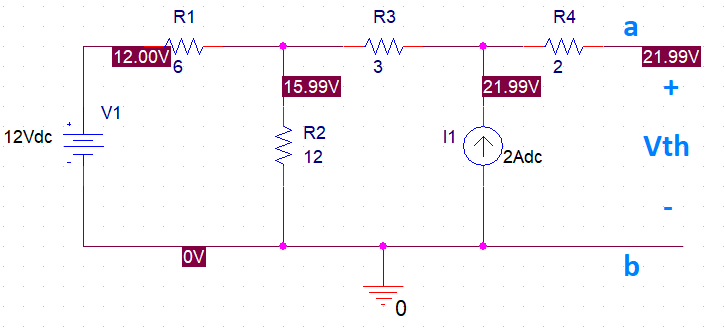 R1
R3
R4
a
12.00V
6
3
2
21.99V
15.99V
21.99V
+
V1
+
12Vdc
-
R2
12
I1
2Adc
Vth
-
0V
b
0